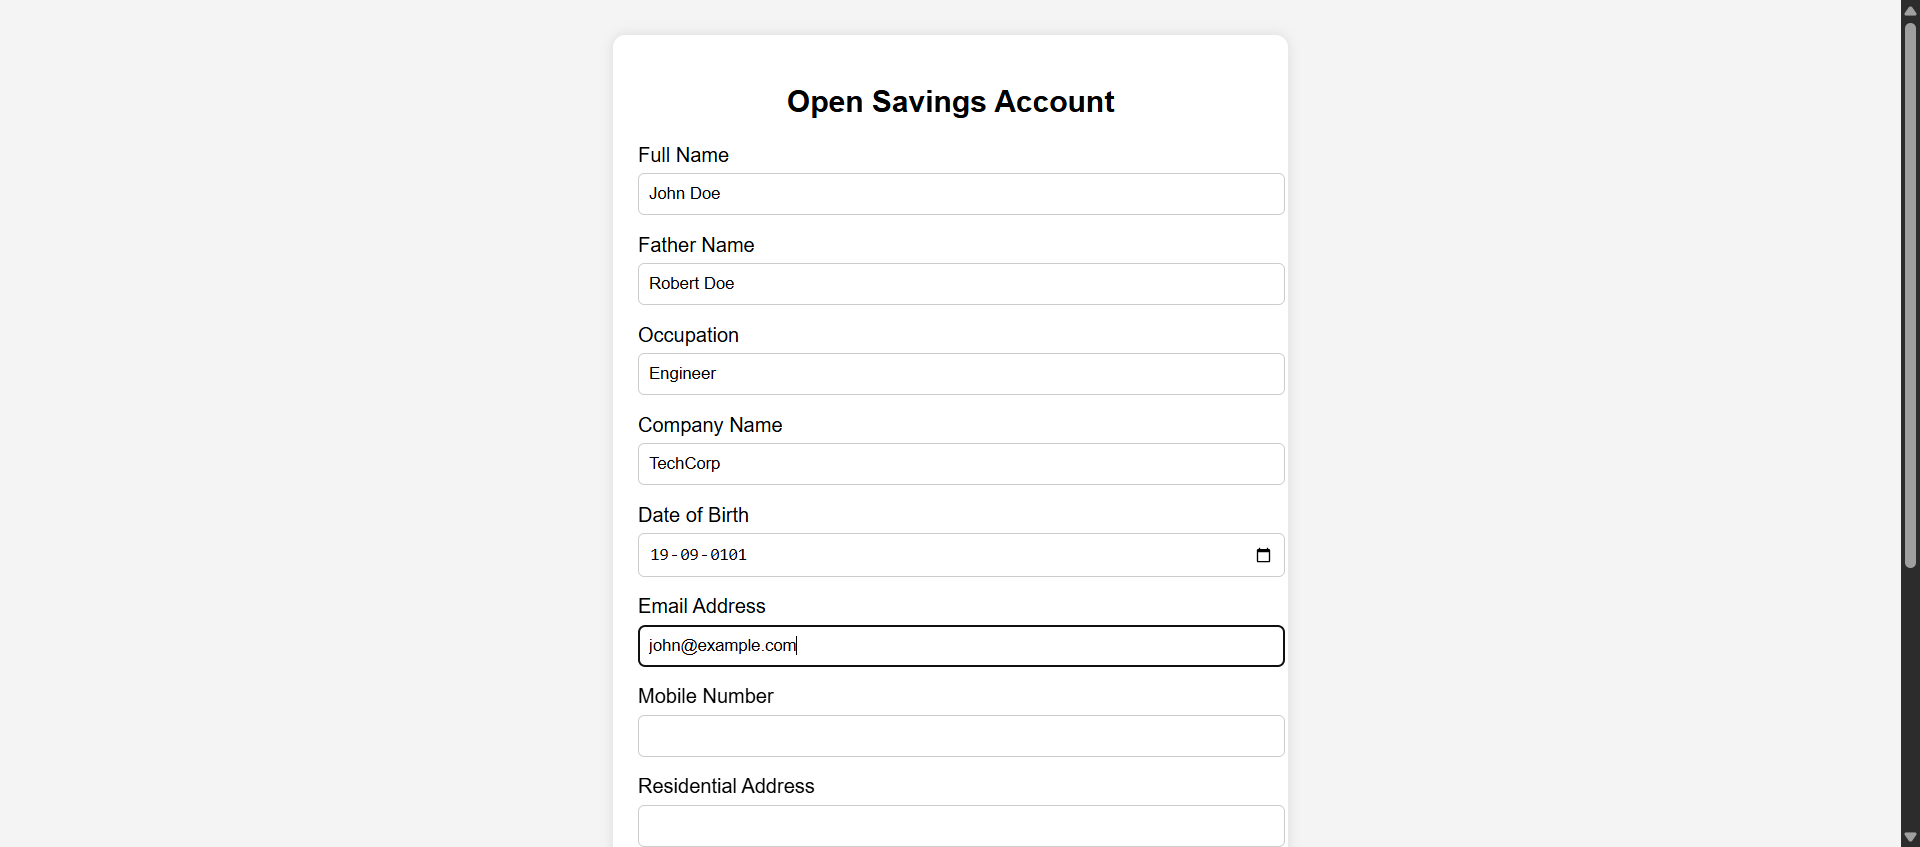 Open Savings Account
Full Name
John Doe
Father Name
Robert Doe
Occupation
Engineer
Company Name
TechCorp
Date of Birth
19-09-0101
Email Address
john@example.com
Mobile Number
Residential Address